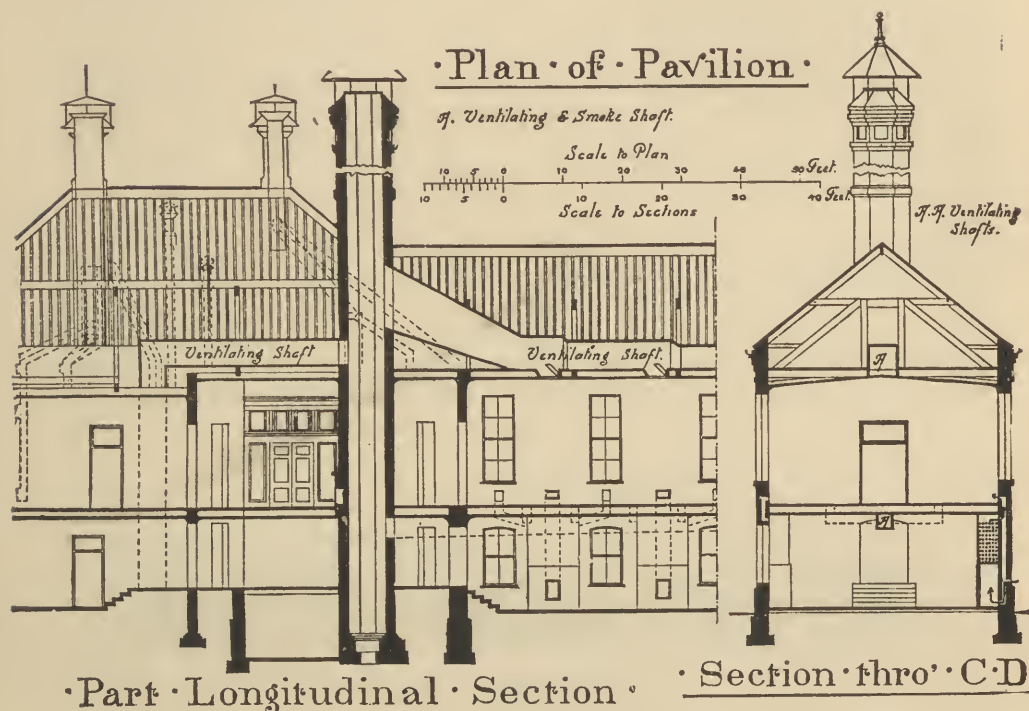 ·Plan·of·Pavilion·
A. Ventilating & Smoke Shaft.
Scale to Plan
10 5 0 10 20 30 50 Feet.
10 5 0 10 20 30 40 Feet.
Scale to Sections
A.A. Ventilating
Shafts.
Ventilating Shaft
Ventilating Shaft.
A
A
·Part·Longitudinal·Section·
·Section·thro'·C·D